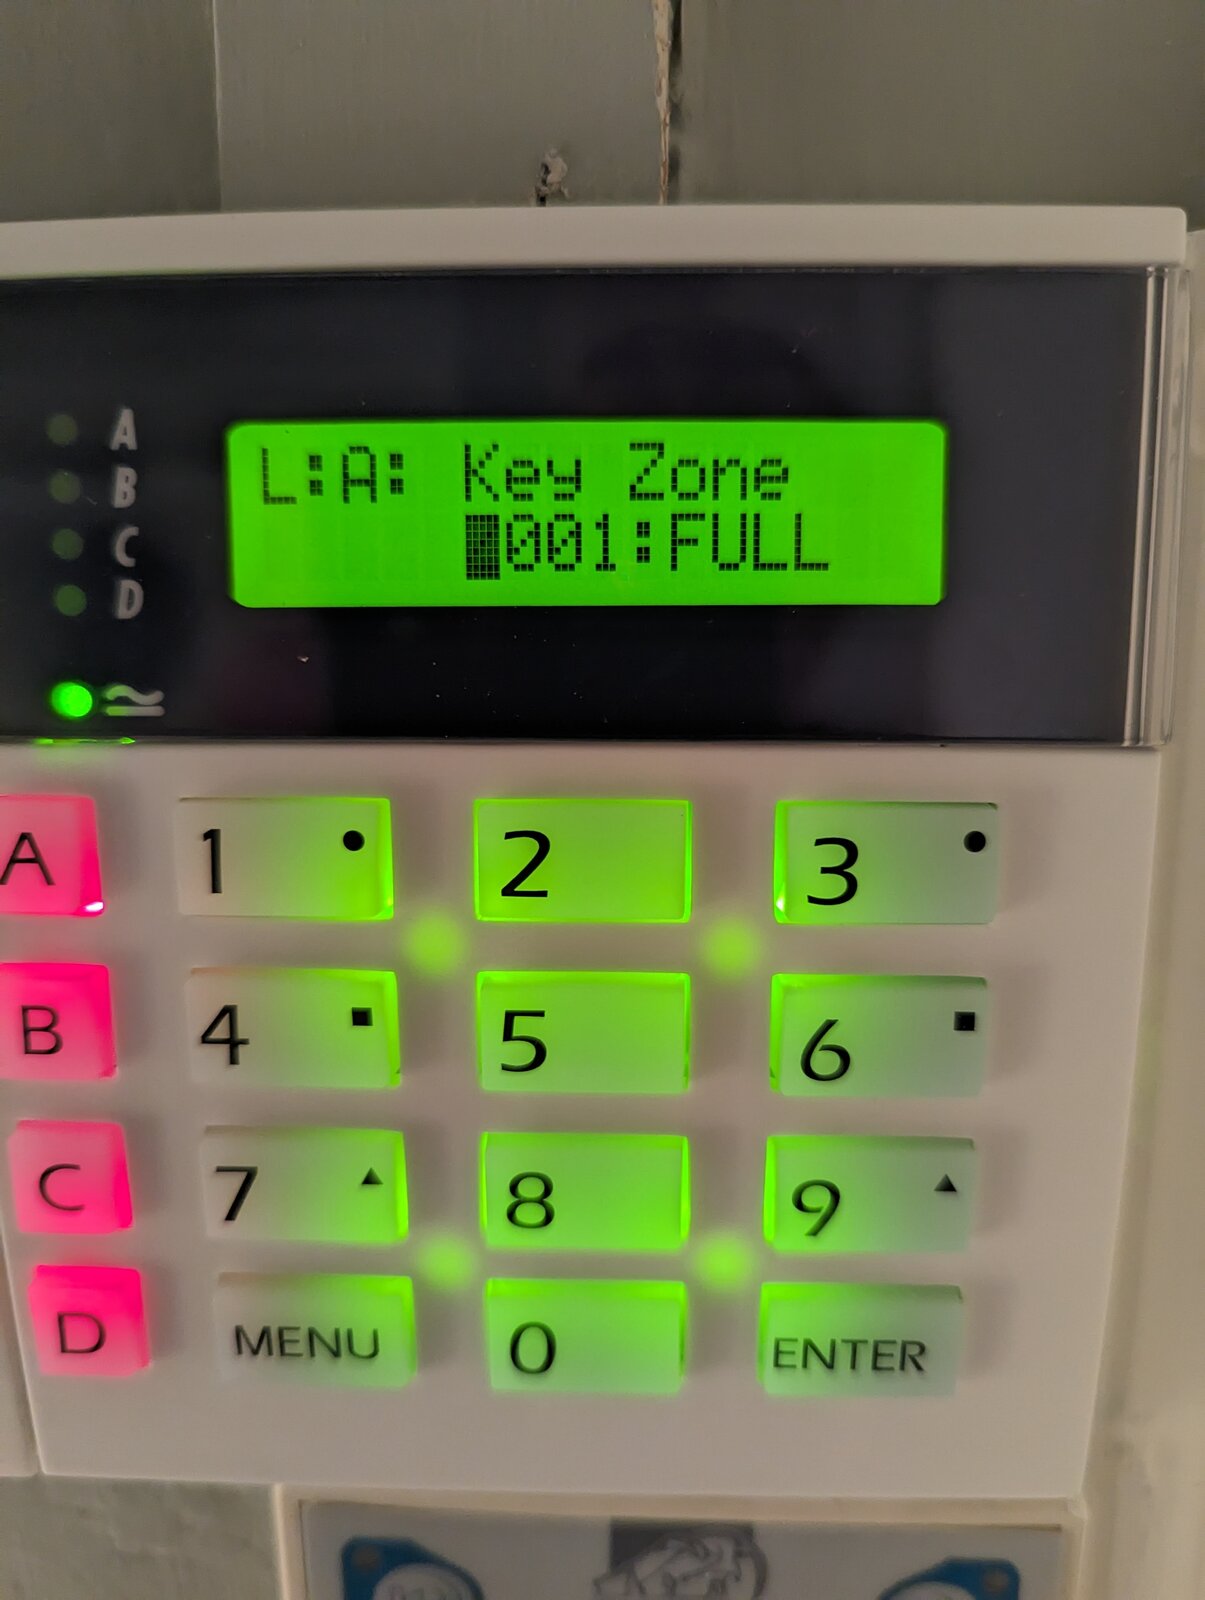 A
B
C
D
L:A: Key Zone
001:FULL
A 1 2 3
B 4 5 6
C 7 8 9
D MENU 0 ENTER